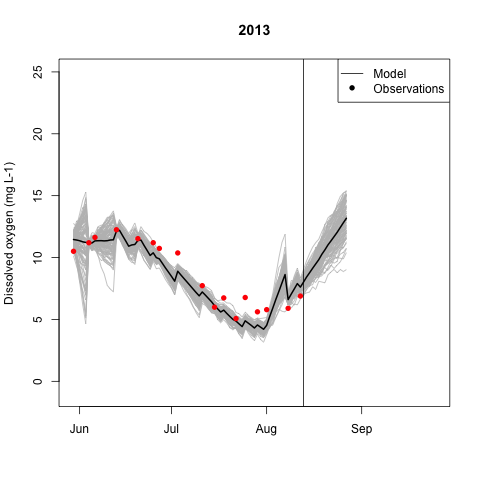 2013
Model
Observations
Dissolved oxygen (mg L-1)
25
20
15
10
5
0
Jun
Jul
Aug
Sep